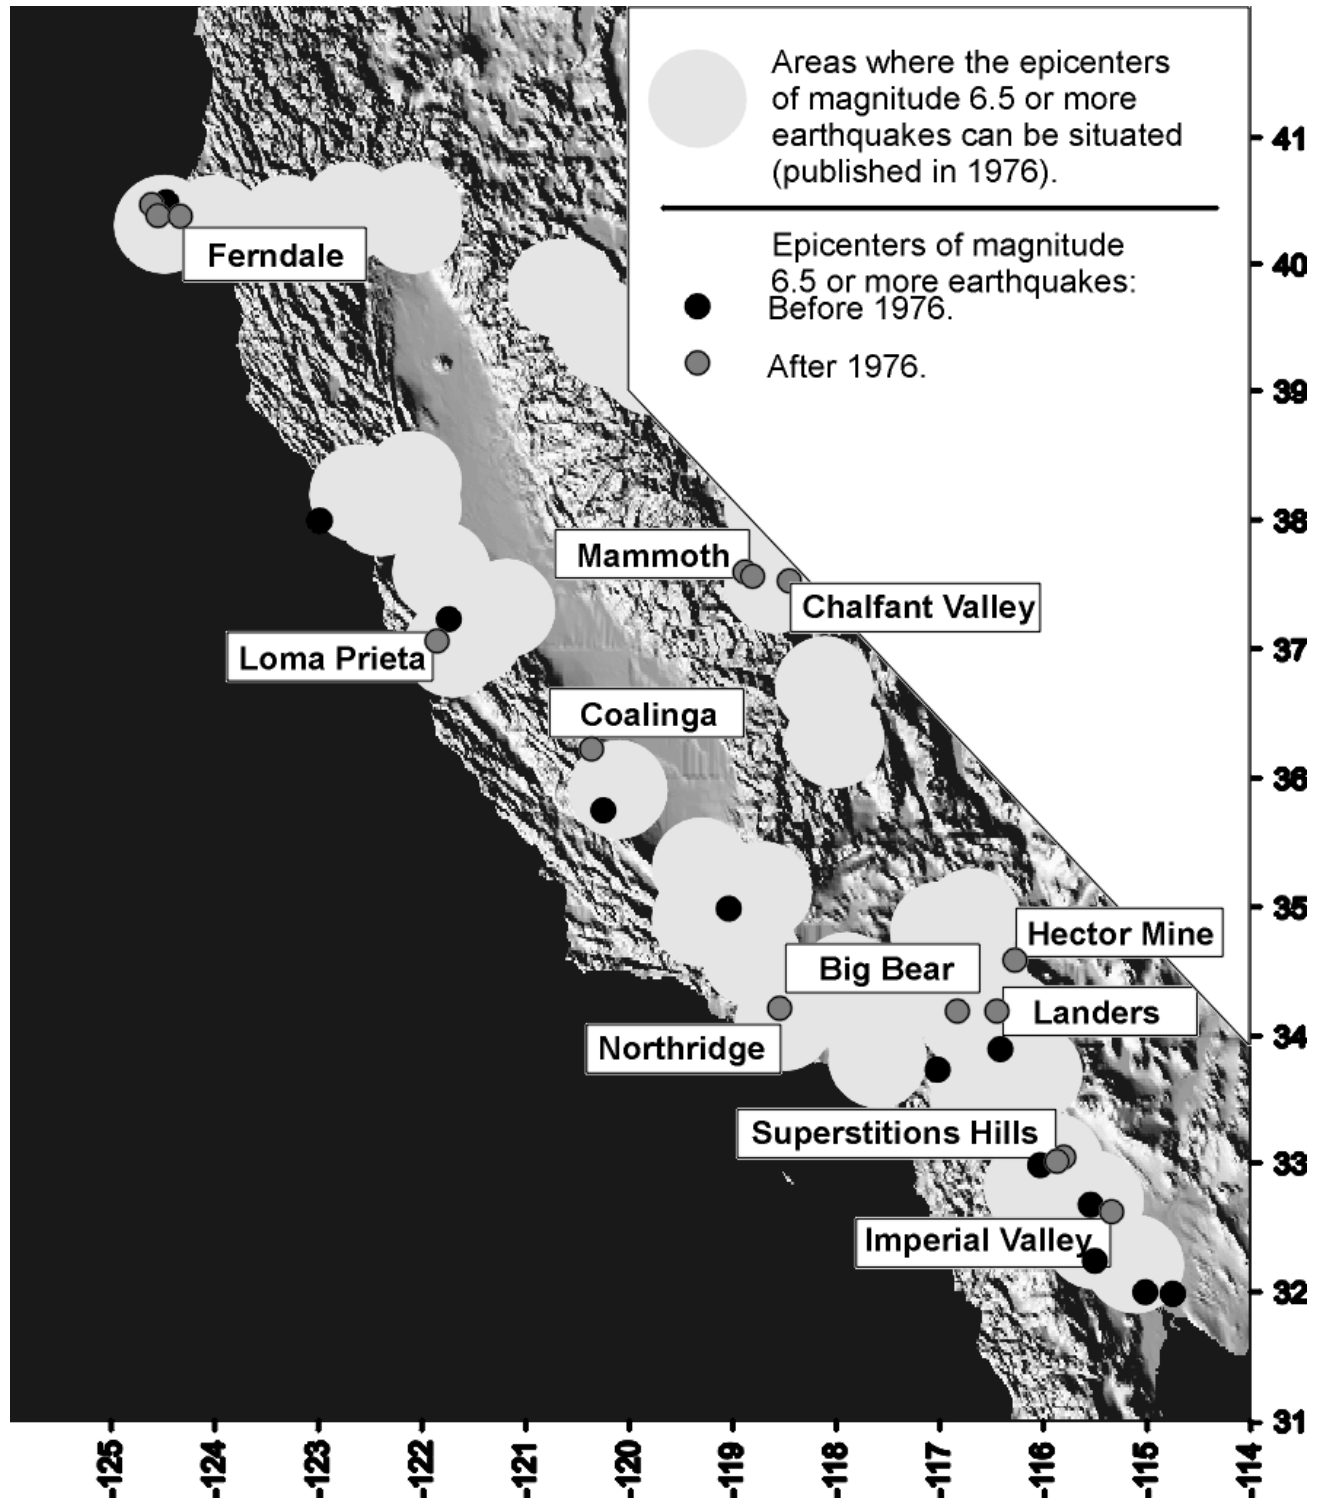 Areas where the epicenters
of magnitude 6.5 or more
earthquakes can be situated
(published in 1976).
Epicenters of magnitude
6.5 or more earthquakes:
Before 1976.
After 1976.
Ferndale
Mammoth
Chalfant Valley
Loma Prieta
Coalinga
Hector Mine
Big Bear
Landers
Northridge
Superstitions Hills
Imperial Valley
41
40
39
38
37
36
35
34
33
32
31
-125
-124
-123
-122
-121
-120
-119
-118
-117
-116
-115
-114